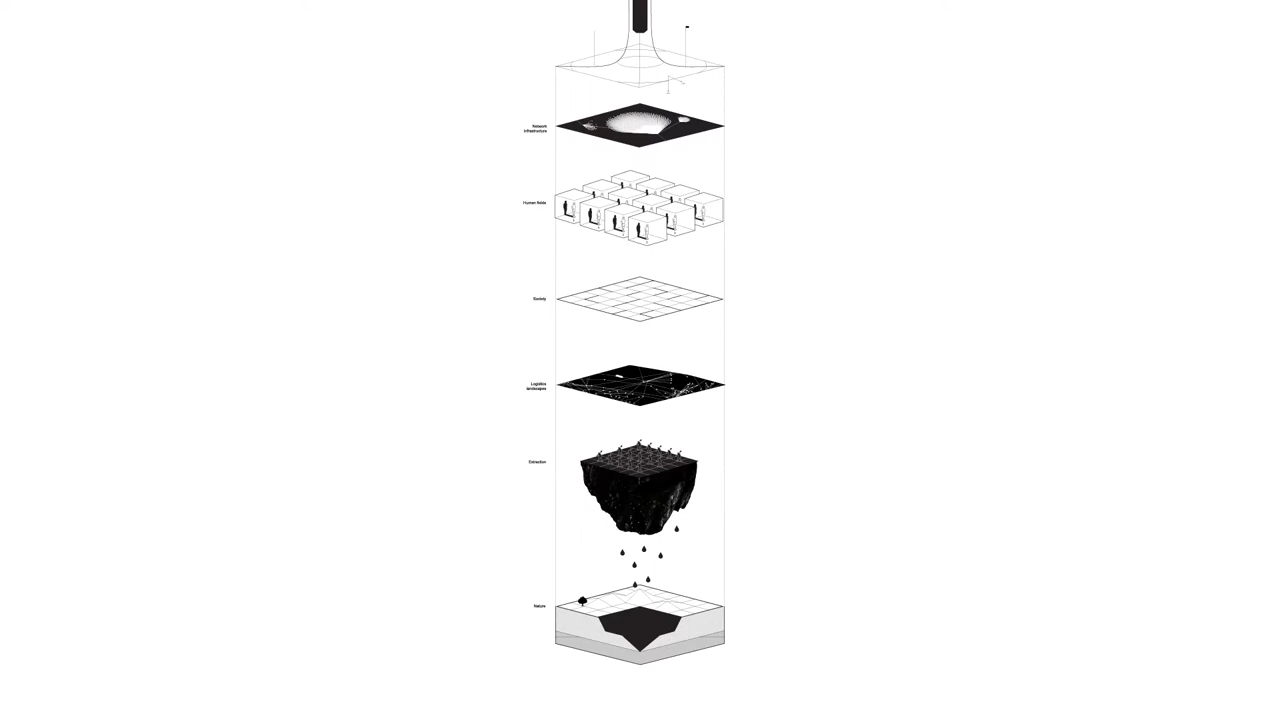 Network
infrastructure
Human fields
Society
Logistics
landscapes
Extraction
Nature